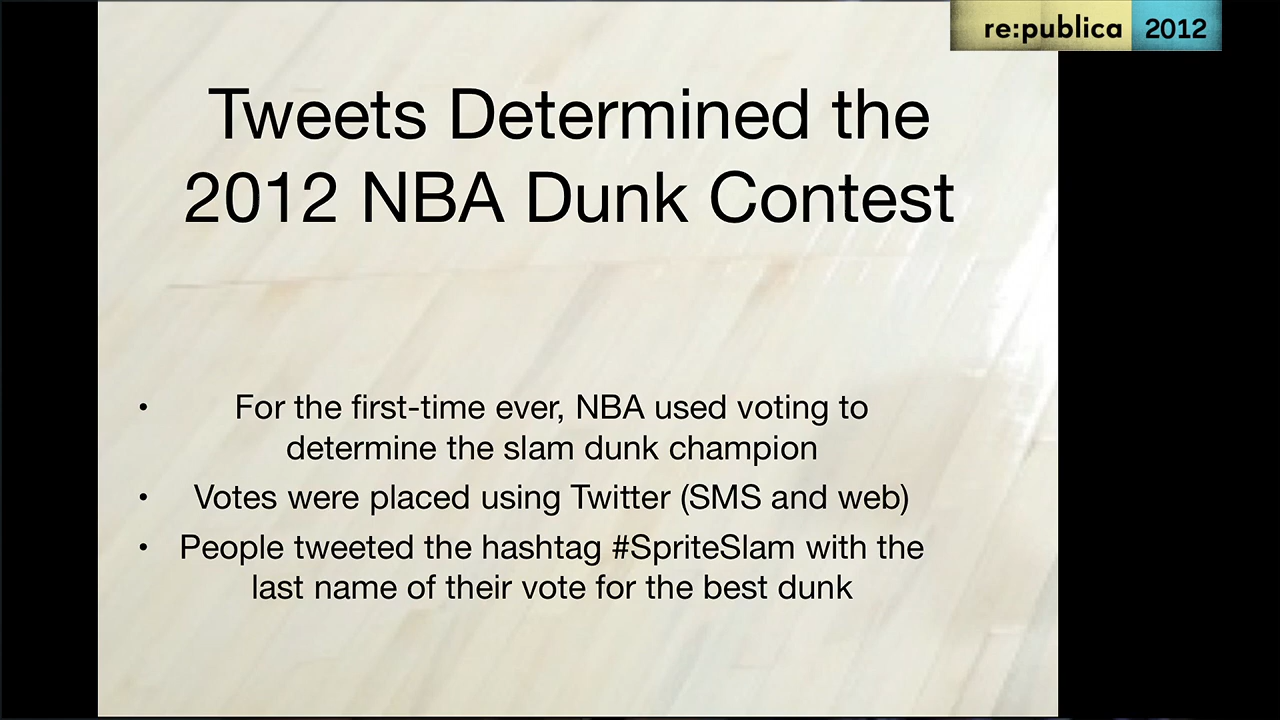 re:publica 2012
Tweets Determined the
2012 NBA Dunk Contest
• For the first-time ever, NBA used voting to
determine the slam dunk champion
• Votes were placed using Twitter (SMS and web)
• People tweeted the hashtag #SpriteSlam with the
last name of their vote for the best dunk